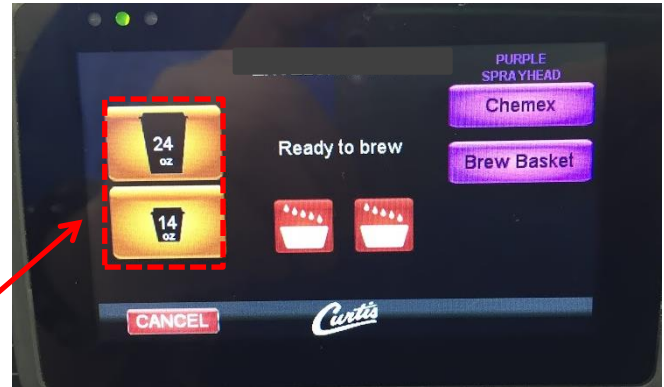 PURPLE
SPRAYHEAD
Chemex
24
oz
Ready to brew
Brew Basket
14
oz
CANCEL
Curtis